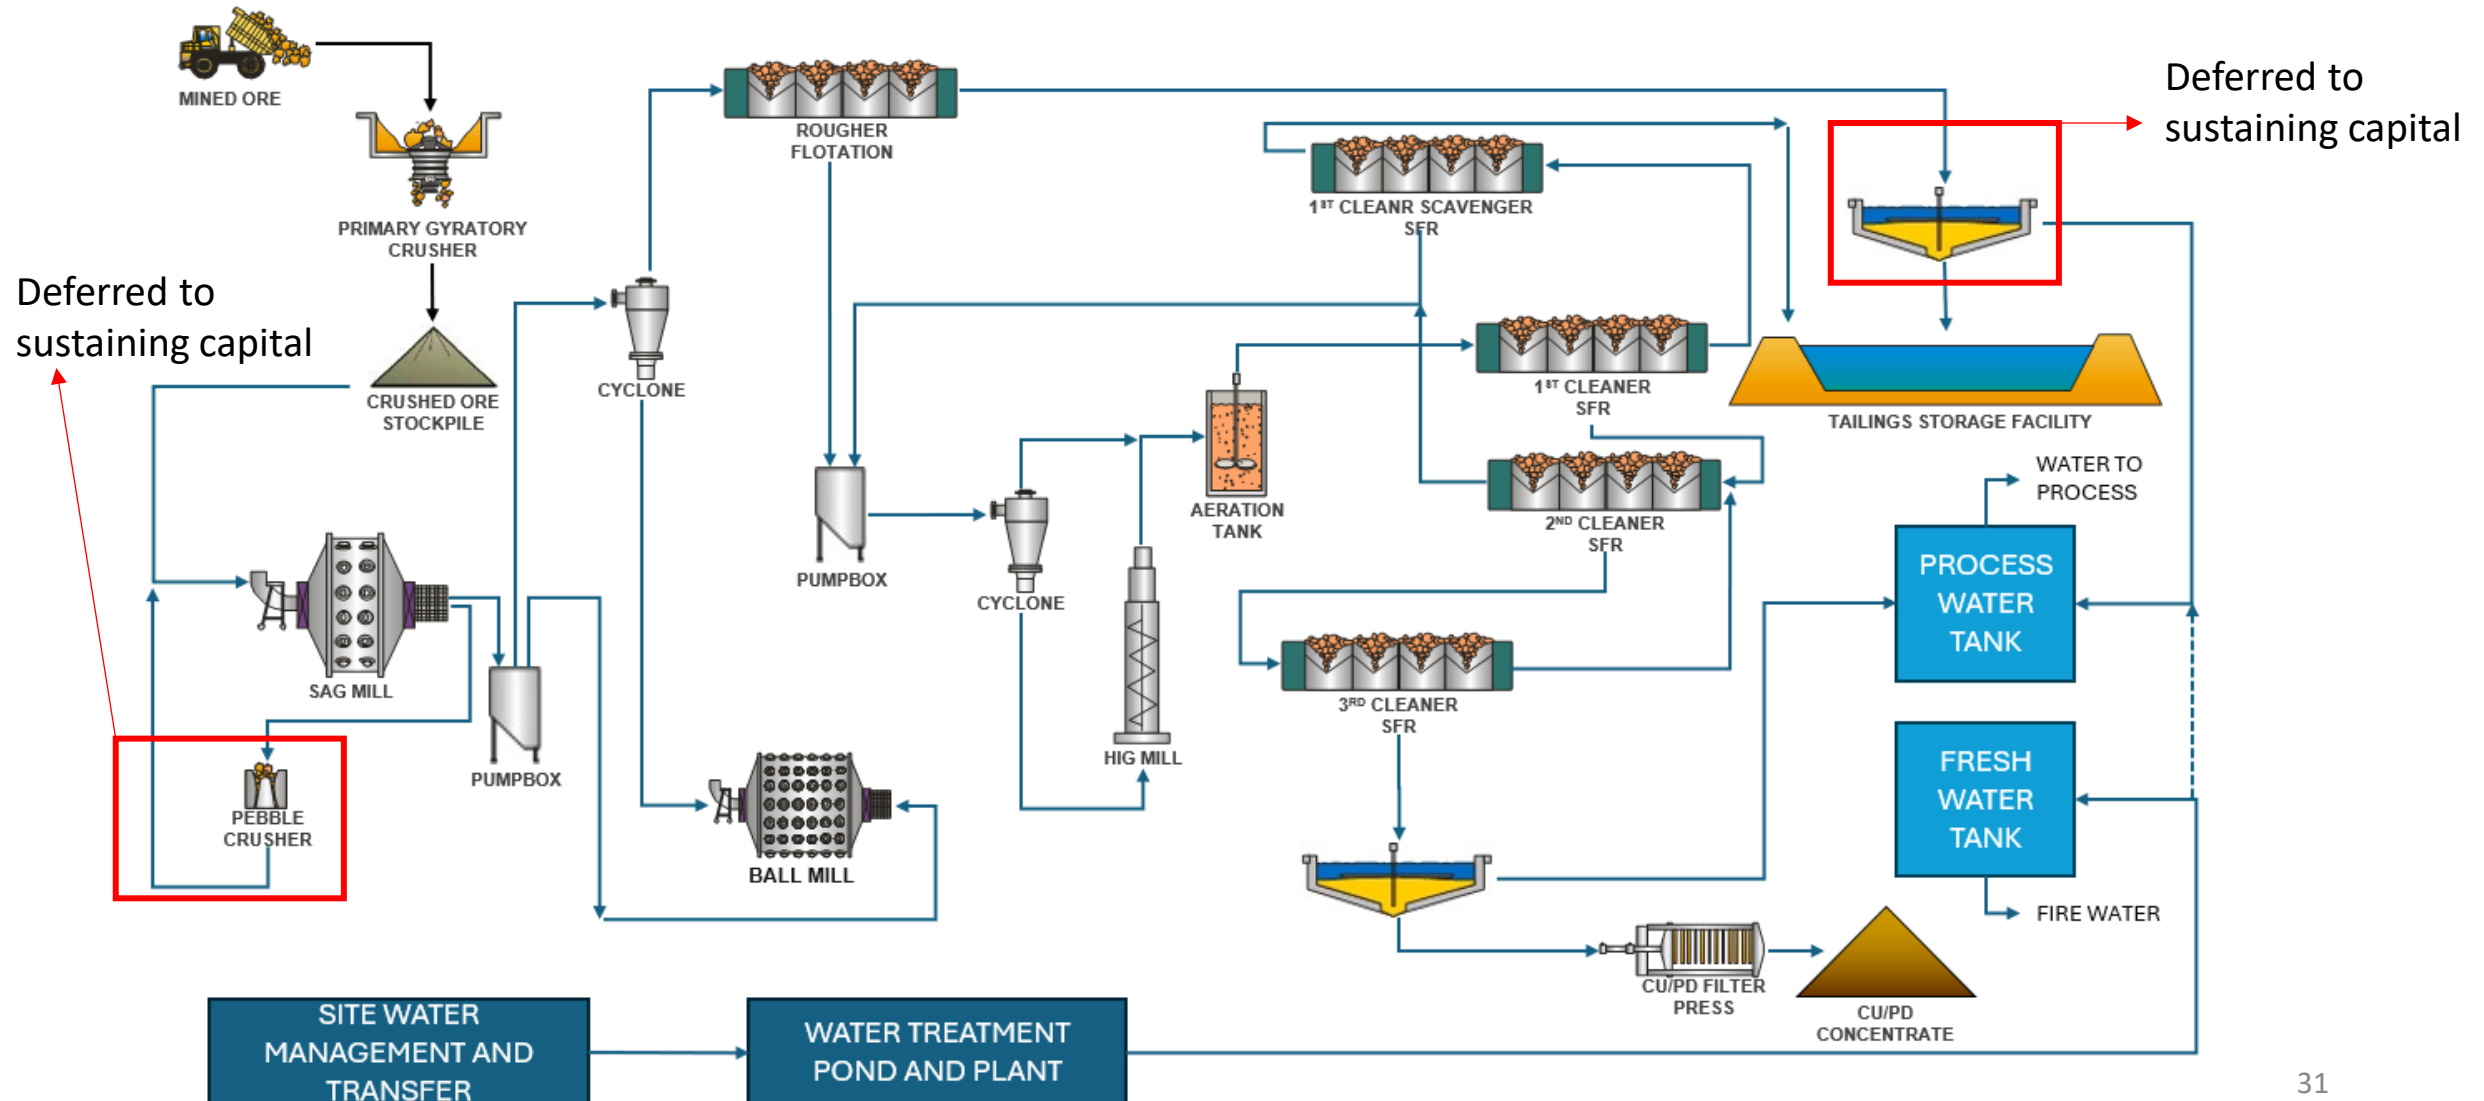 MINED ORE
PRIMARY GYRATORY
CRUSHER
Deferred to
sustaining capital
CRUSHED ORE
STOCKPILE
SAG MILL
PEBBLE
CRUSHER
PUMPBOX
CYCLONE
BALL MILL
ROUGHER
FLOTATION
PUMPBOX
CYCLONE
HIG MILL
AERATION
TANK
1ST CLEANR SCAVENGER
SFR
1ST CLEANER
SFR
2ND CLEANER
SFR
3RD CLEANER
SFR
Deferred to
sustaining capital
TAILINGS STORAGE FACILITY
WATER TO
PROCESS
PROCESS
WATER
TANK
FRESH
WATER
TANK
FIRE WATER
CU/PD FILTER
PRESS
CU/PD
CONCENTRATE
SITE WATER
MANAGEMENT AND
TRANSFER
WATER TREATMENT
POND AND PLANT
31